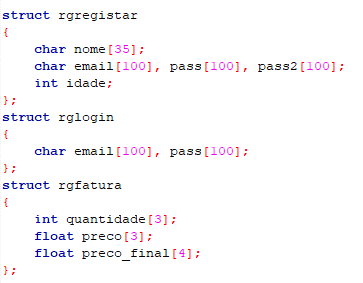 struct rgregistar
{
    char nome[35];
    char email[100], pass[100], pass2[100];
    int idade;
};
struct rglogin
{
    char email[100], pass[100];
};
struct rgfatura
{
    int quantidade[3];
    float preco[3];
    float preco_final[4];
};